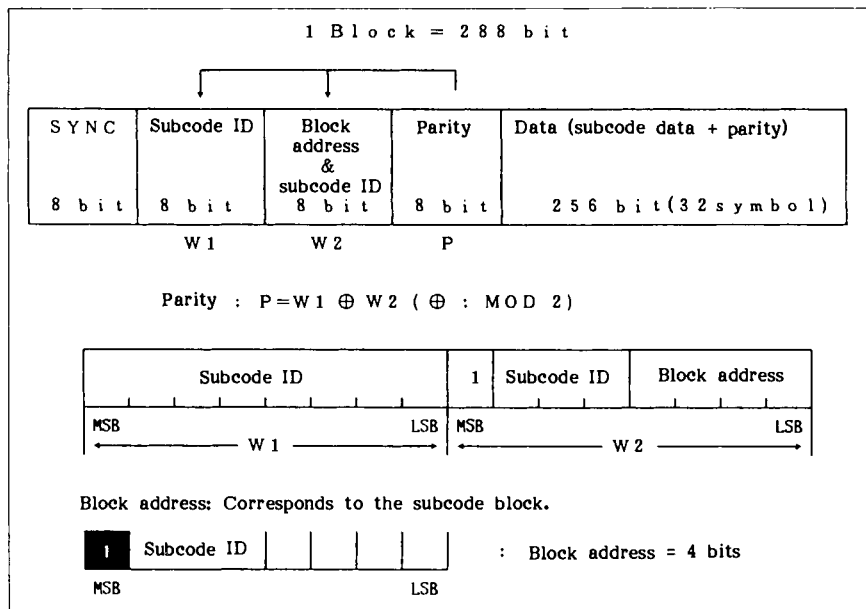 1 Block = 288 bit
SYNC Subcode ID Block address & subcode ID Parity Data (subcode data + parity)
8 bit 8 bit 8 bit 8 bit 256 bit(32symbol)
W1 W2 P
Parity : P=W1 ⊕ W2 ( ⊕ : MOD 2)
Subcode ID 1 Subcode ID Block address
MSB LSB MSB LSB
W1 W2
Block address: Corresponds to the subcode block.
1 Subcode ID : Block address = 4 bits
MSB LSB